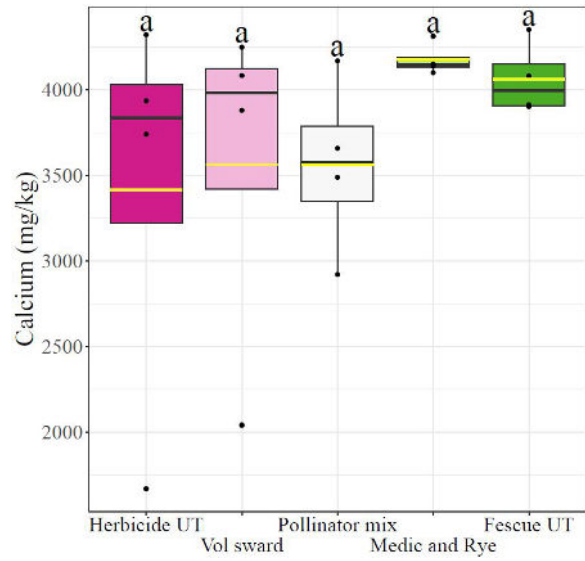 a a a a a
4000
3500
3000
2500
2000
Calcium (mg/kg)
Herbicide UT Pollinator mix Fescue UT
Vol sward Medic and Rye